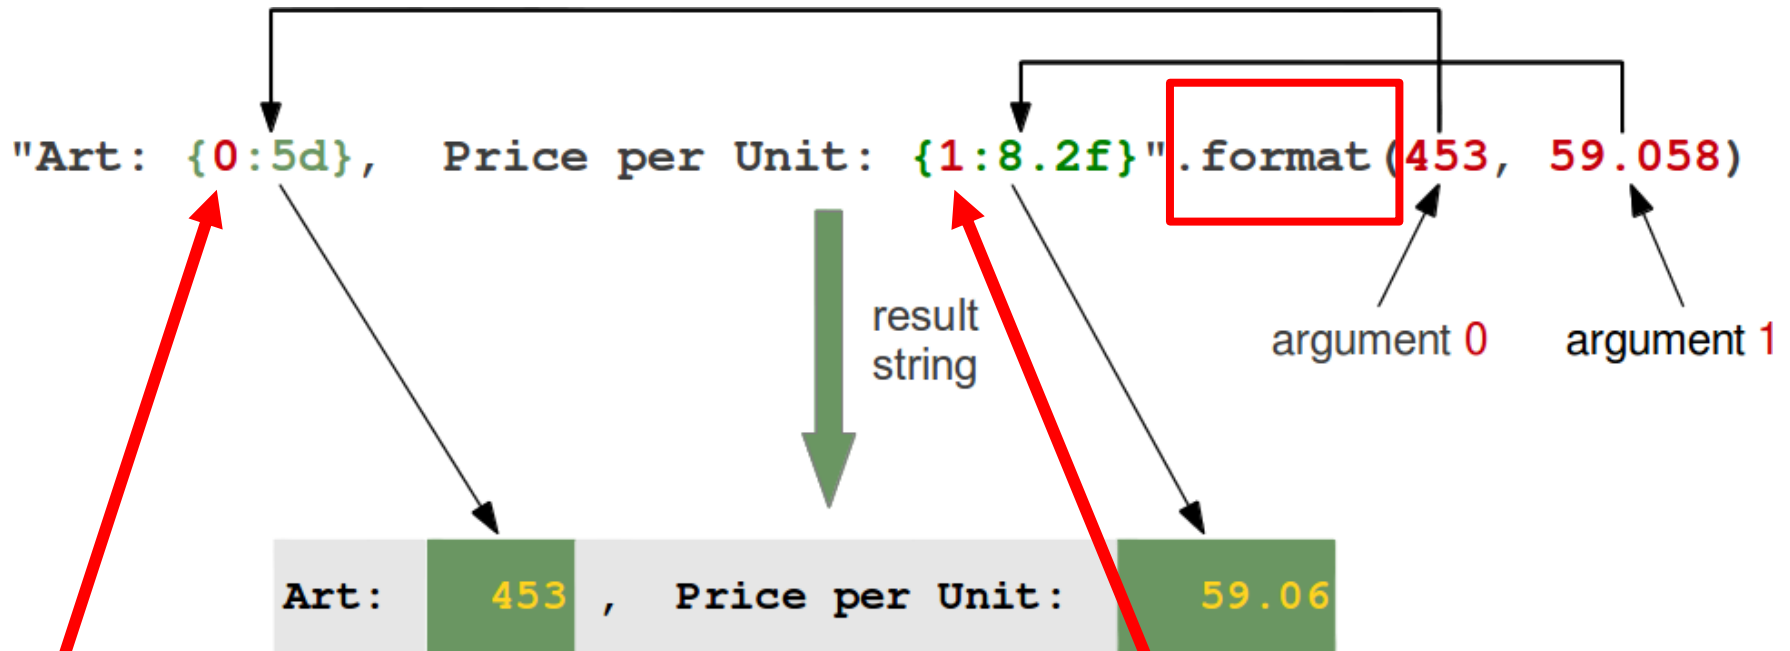 "Art: {0:5d},  Price per Unit: {1:8.2f}".format(453, 59.058)
result
string
argument 0 argument 1
Art:   453 ,  Price per Unit:    59.06